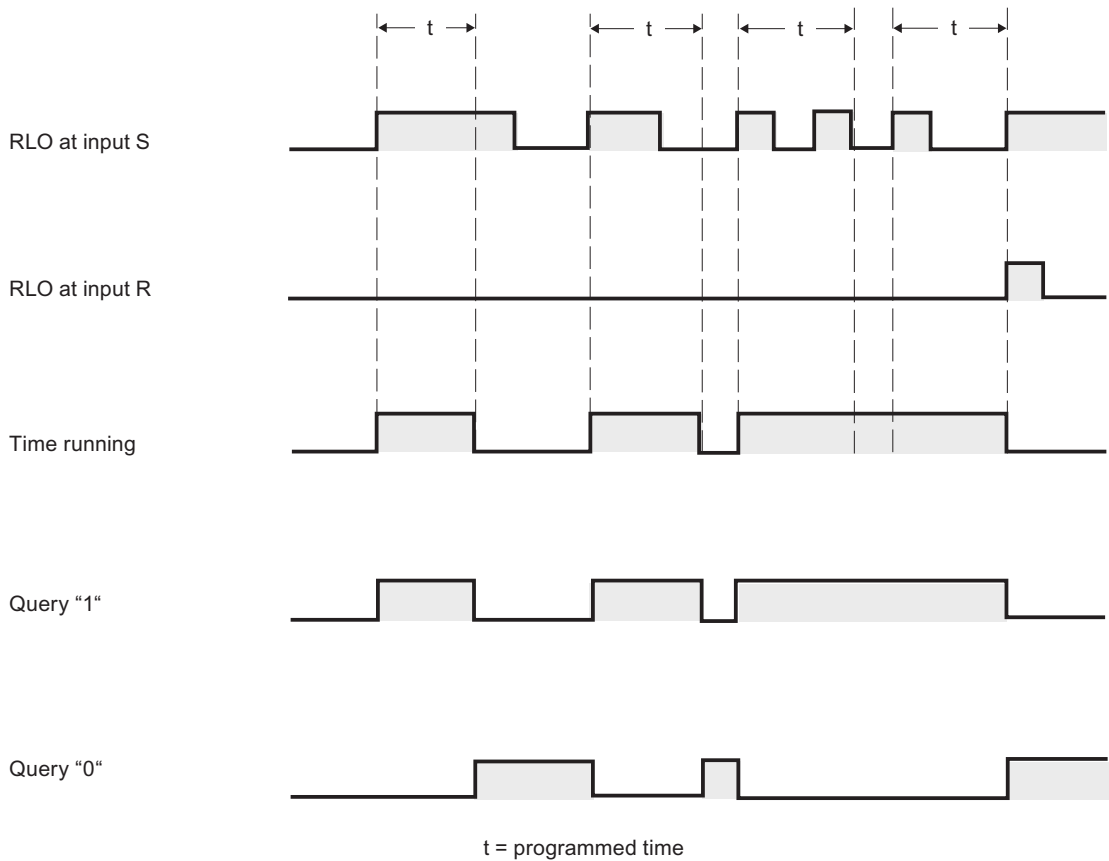 t t t t
RLO at input S
RLO at input R
Time running
Query “1“
Query “0“
t = programmed time